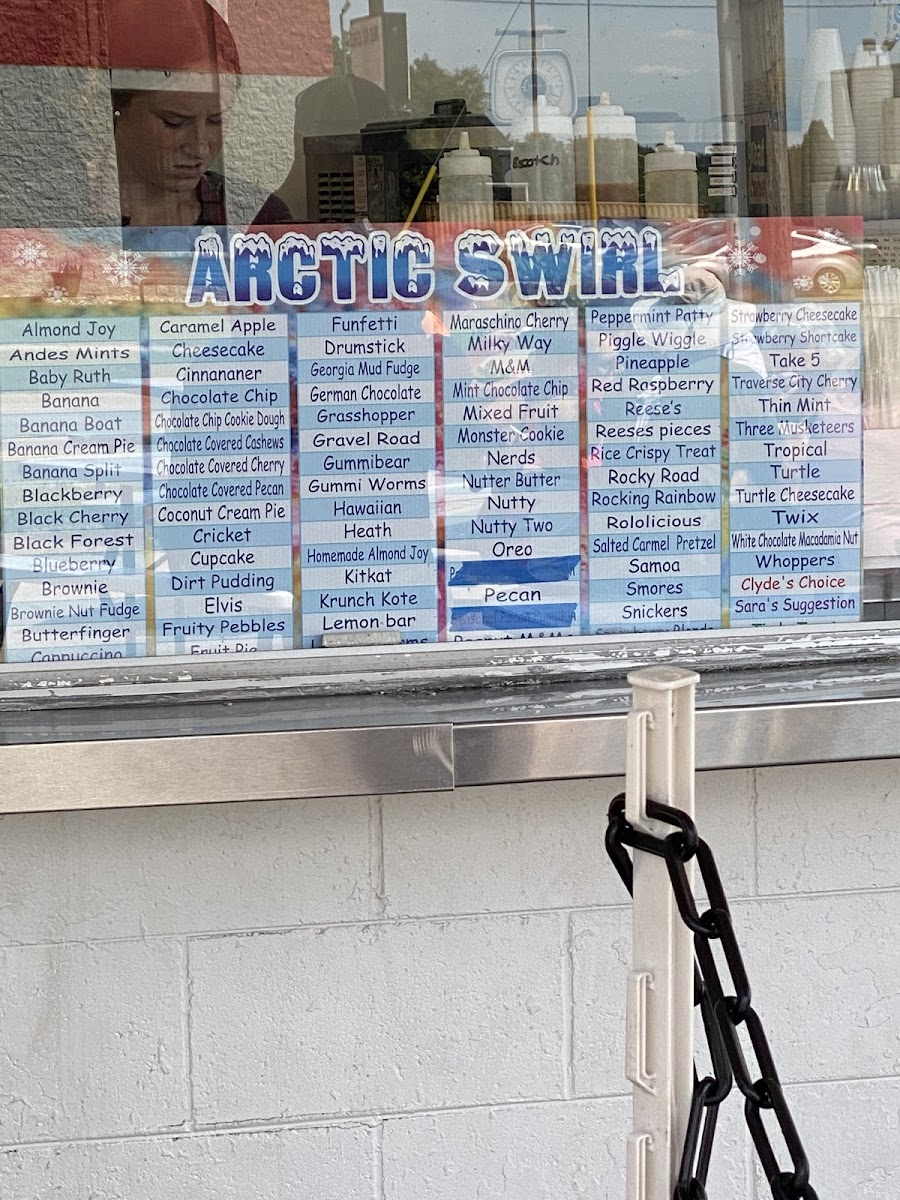 Bscotch
ARCTIC SWIRL
Almond Joy
Andes Mints
Baby Ruth
Banana
Banana Boat
Banana Cream Pie
Banana Split
Blackberry
Black Cherry
Black Forest
Blueberry
Brownie
Brownie Nut Fudge
Butterfinger
Cappuccino
Caramel Apple
Cheesecake
Cinnananer
Chocolate Chip
Chocolate Chip Cookie Dough
Chocolate Covered Cashews
Chocolate Covered Cherry
Chocolate Covered Pecan
Coconut Cream Pie
Cricket
Cupcake
Dirt Pudding
Elvis
Fruity Pebbles
Fruit Pie
Funfetti
Drumstick
Georgia Mud Fudge
German Chocolate
Grasshopper
Gravel Road
Gummibear
Gummi Worms
Hawaiian
Heath
Homemade Almond Joy
Kitkat
Krunch Kote
Lemon bar
Maraschino Cherry
Milky Way
M&M
Mint Chocolate Chip
Mixed Fruit
Monster Cookie
Nerds
Nutter Butter
Nutty
Nutty Two
Oreo
Pecan
Peanut M&M
Peppermint Patty
Piggle Wiggle
Pineapple
Red Raspberry
Reese's
Reeses pieces
Rice Crispy Treat
Rocky Road
Rocking Rainbow
Rololicious
Salted Carmel Pretzel
Samoa
Smores
Snickers
Strawberry Cheesecake
Strawberry Shortcake
Take 5
Traverse City Cherry
Thin Mint
Three Musketeers
Tropical
Turtle
Turtle Cheesecake
Twix
White Chocolate Macadamia Nut
Whoppers
Clyde's Choice
Sara's Suggestion